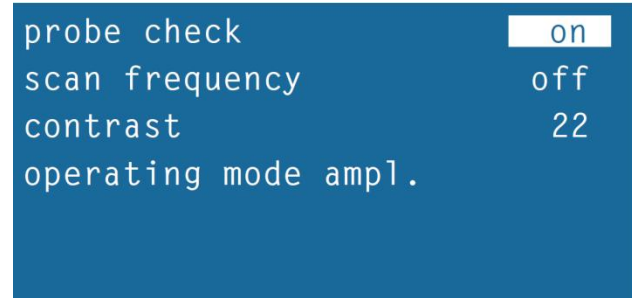 probe check on
scan frequency off
contrast 22
operating mode ampl.